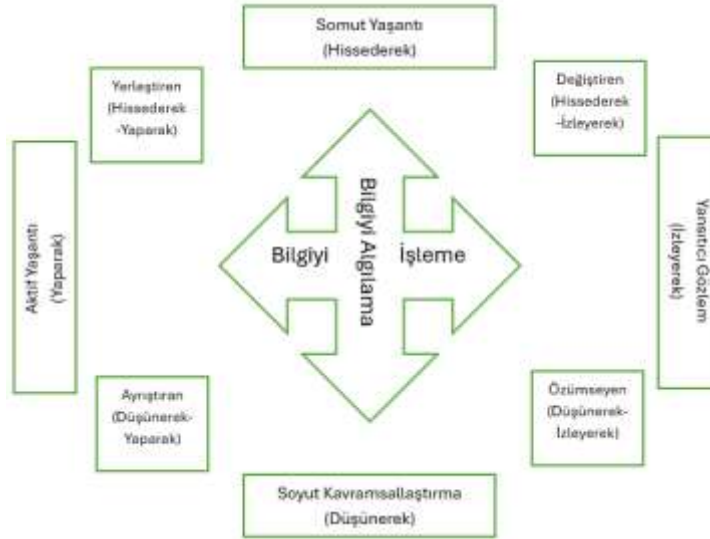 Somut Yaşantı
(Hissederek)
Yerleştiren
(Hissederek
-Yaparak)
Değiştiren
(Hissederek
-İzleyerek)
Aktif Yaşantı
(Yaparak)
Bilgiyi Algılama
Bilgiyi İşleme
Yansıtıcı Gözlem
(İzleyerek)
Ayrıştıran
(Düşünerek-
Yaparak)
Özümseyen
(Düşünerek-
İzleyerek)
Soyut Kavramsallaştırma
(Düşünerek)